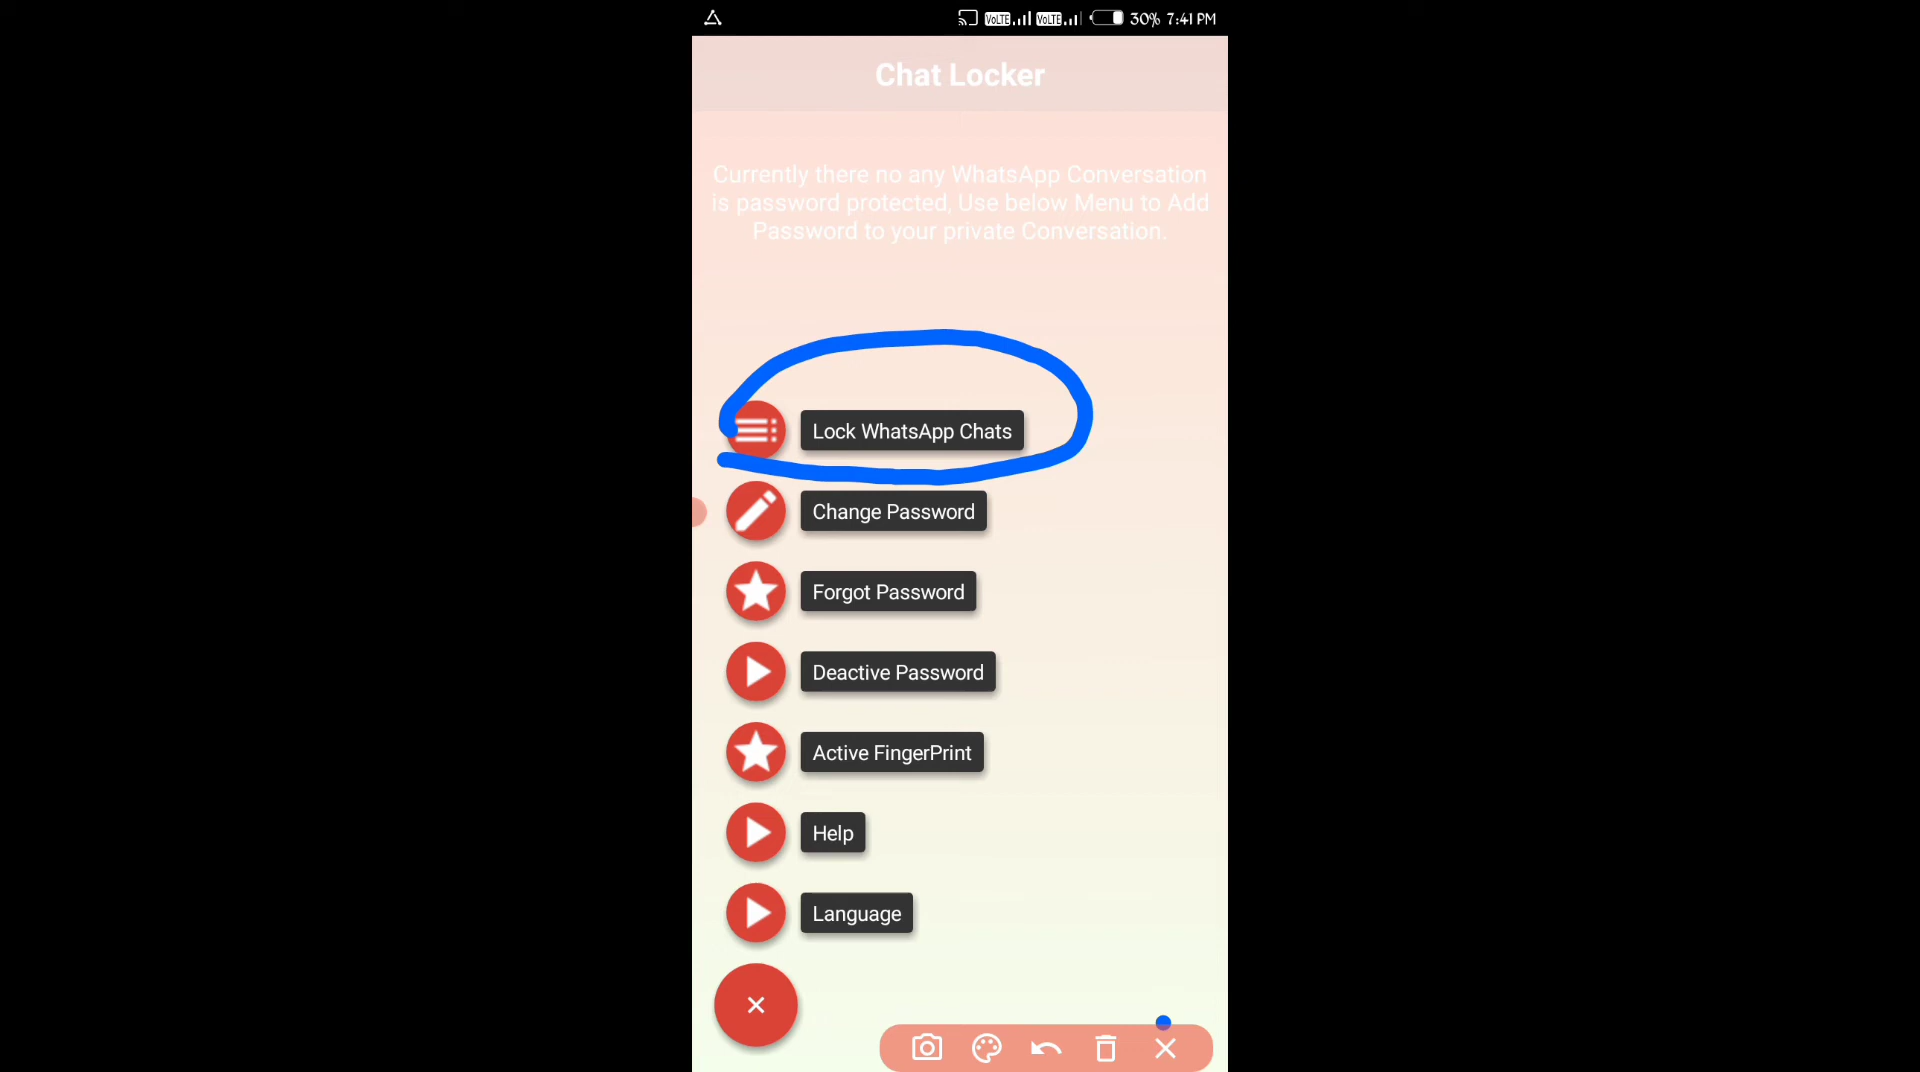 VoLTE VoLTE 30% 7:41 PM
Chat Locker
Currently there no any WhatsApp Conversation
is password protected, Use below Menu to Add
Password to your private Conversation.
Lock WhatsApp Chats
Change Password
Forgot Password
Deactive Password
Active FingerPrint
Help
Language